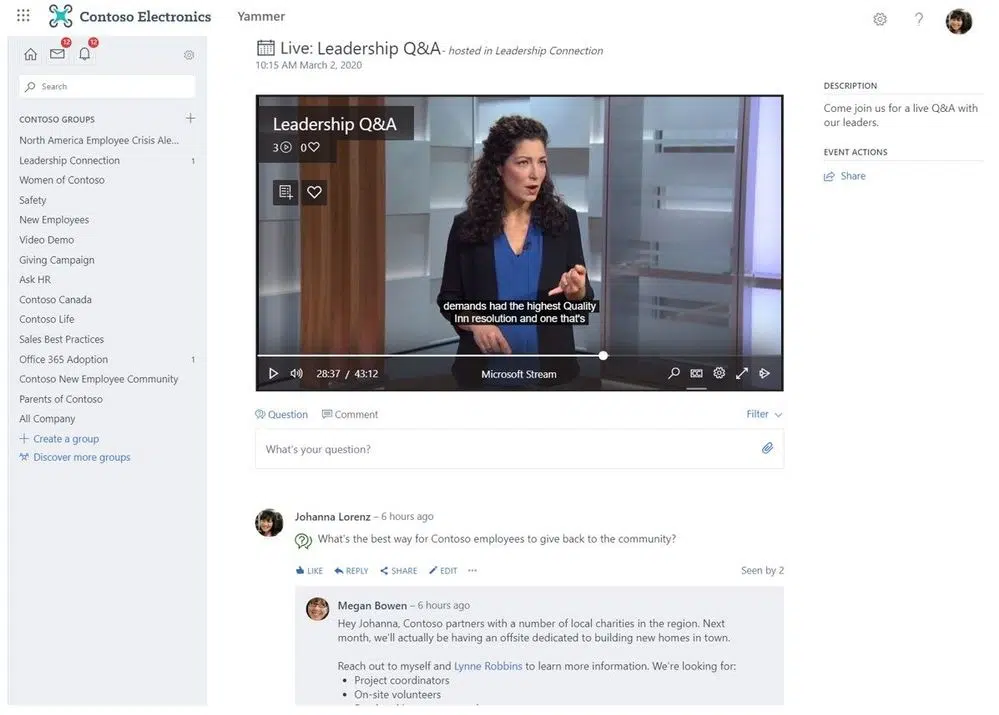 Contoso Electronics
Yammer
12
12
Search
CONTOSO GROUPS
North America Employee Crisis Ale...
Leadership Connection 1
Women of Contoso
Safety
New Employees
Video Demo
Giving Campaign
Ask HR
Contoso Canada
Contoso Life
Sales Best Practices
Office 365 Adoption 1
Contoso New Employee Community
Parents of Contoso
All Company
Create a group
Discover more groups
Live: Leadership Q&A - hosted in Leadership Connection
10:15 AM March 2, 2020
Leadership Q&A
3 0
demands had the highest Quality
Inn resolution and one that's
28:37 / 43:12
Microsoft Stream
CC
Question Comment
Filter
What's your question?
Johanna Lorenz – 6 hours ago
What's the best way for Contoso employees to give back to the community?
LIKE REPLY SHARE EDIT ...
Seen by 2
Megan Bowen – 6 hours ago
Hey Johanna, Contoso partners with a number of local charities in the region. Next
month, we'll actually be having an offsite dedicated to building new homes in town.
Reach out to myself and Lynne Robbins to learn more information. We're looking for:
• Project coordinators
• On-site volunteers
DESCRIPTION
Come join us for a live Q&A with
our leaders.
EVENT ACTIONS
Share